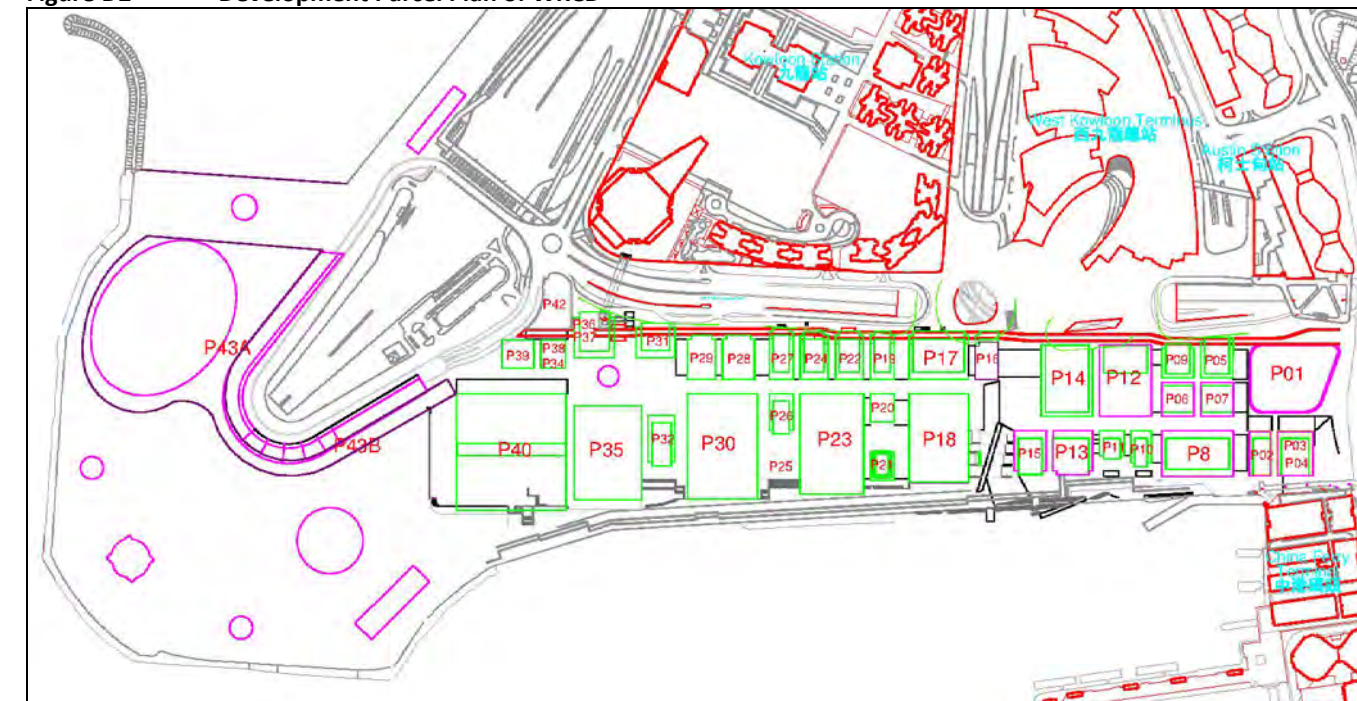 Figure D2 Development Parcel Plan of WKCD
Kowloon Station
九龍站
West Kowloon Terminus
西九龍總站
Austin Station
柯士甸站
P42
P36
P37
P31
P39
P38
P34
P29
P28
P27
P24
P22
P19
P17
P16
P14
P12
P09
P05
P01
P43A
P06
P07
P43B
P40
P35
P32
P30
P26
P25
P23
P20
P21
P18
P15
P13
P11
P10
P8
P02
P03
P04
China Ferry
Terminal
中港碼頭